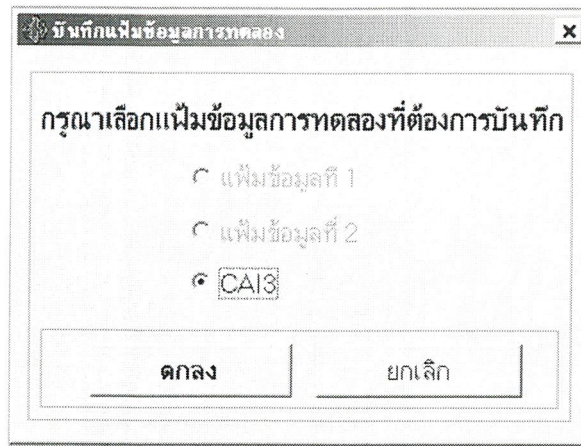 บันทึกแฟ้มข้อมูลการทดลอง
กรุณาเลือกแฟ้มข้อมูลการทดลองที่ต้องการบันทึก
แฟ้มข้อมูลที่ 1
แฟ้มข้อมูลที่ 2
CAI3
ตกลง ยกเลิก